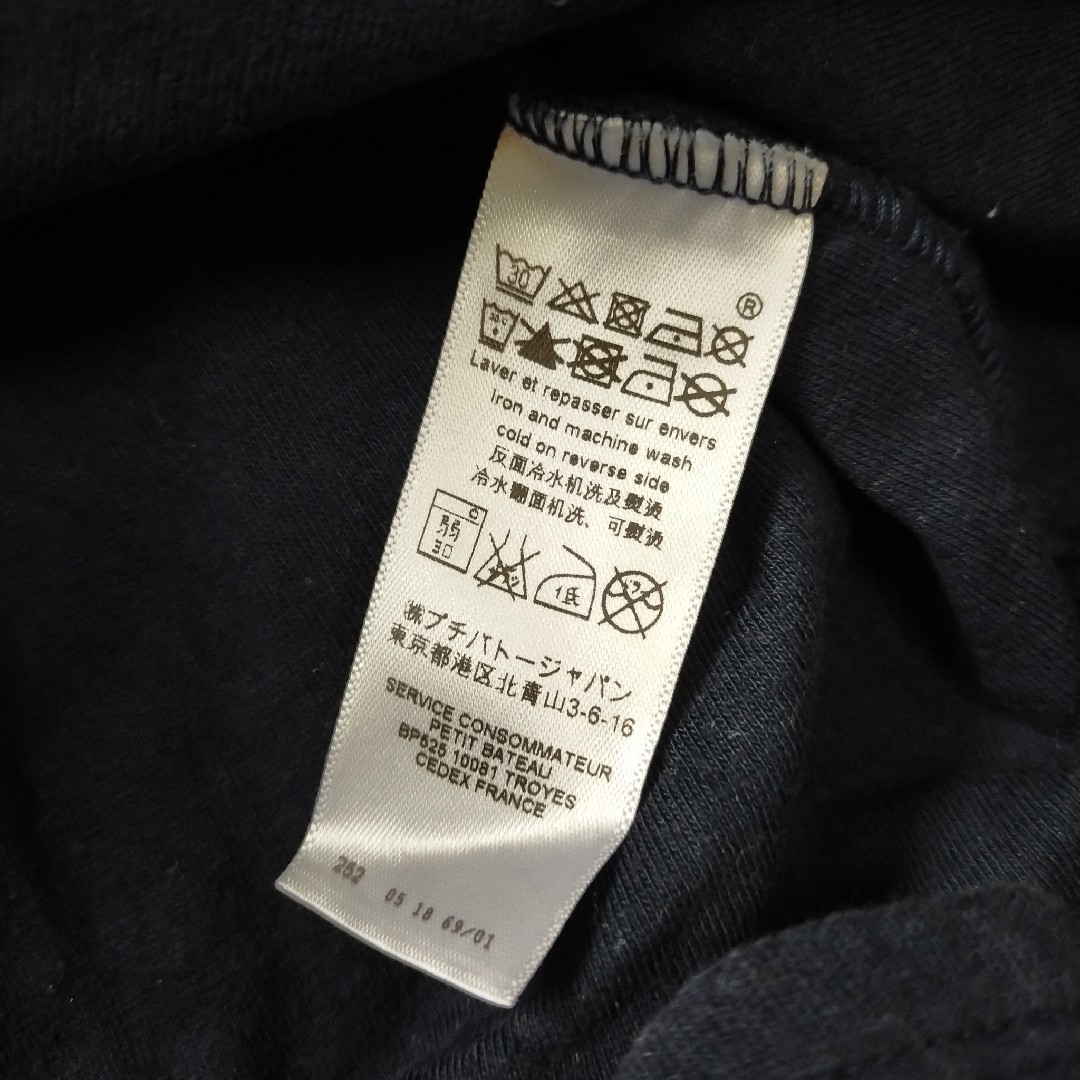 ®
30
Laver et repasser sur envers
Iron and machine wash
cold on reverse side
反面冷水机洗及熨烫
冷水翻面机洗、可熨烫
弱
30
低
㈱プチバトージャパン
東京都港区北青山3-6-16
SERVICE CONSOMMATEUR
PETIT BATEAU
BP525 10081 TROYES
CEDEX FRANCE
262 05 18 69/01